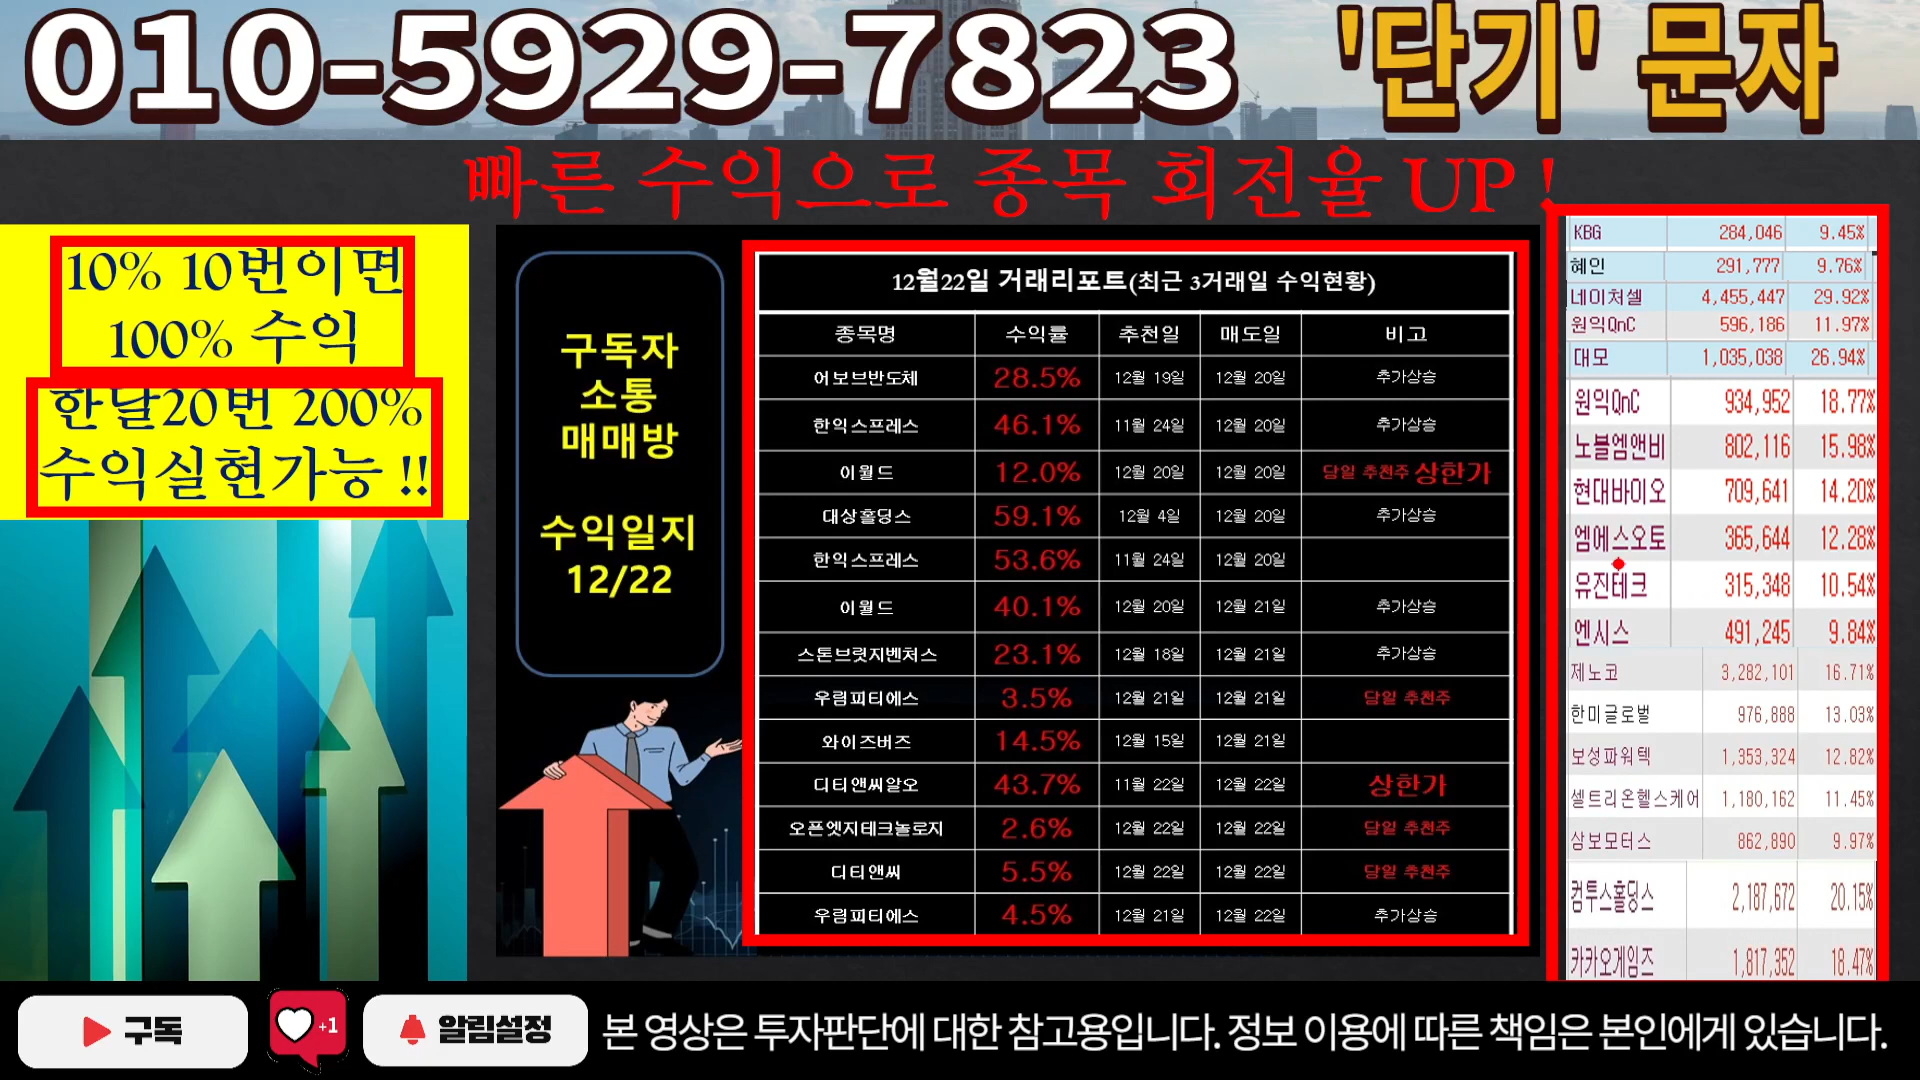 010-5929-7823 '단기' 문자
빠른 수익으로 종목 회전율 UP !
10% 10번이면
100% 수익
한달20번 200%
수익실현가능 !!
구독자
소통
매매방
수익일지
12/22
12월22일 거래리포트(최근 3거래일 수익현황)
종목명 수익률 추천일 매도일 비고
어보브반도체 28.5% 12월 19일 12월 20일 추가상승
한익스프레스 46.1% 11월 24일 12월 20일 추가상승
이월드 12.0% 12월 20일 12월 20일 당일 추천주 상한가
대상홀딩스 59.1% 12월 4일 12월 20일 추가상승
한익스프레스 53.6% 11월 24일 12월 20일
이월드 40.1% 12월 20일 12월 21일 추가상승
스톤브릿지벤처스 23.1% 12월 18일 12월 21일 추가상승
우림피티에스 3.5% 12월 21일 12월 21일 당일 추천주
와이즈버즈 14.5% 12월 15일 12월 21일
디티앤씨알오 43.7% 11월 22일 12월 22일 상한가
오픈엣지테크놀로지 2.6% 12월 22일 12월 22일 당일 추천주
디티앤씨 5.5% 12월 22일 12월 22일 당일 추천주
우림피티에스 4.5% 12월 21일 12월 22일 추가상승
KBG 284,046 9.45%
혜인 291,777 9.76%
네이처셀 4,455,447 29.92%
원익QnC 596,186 11.97%
대모 1,035,038 26.94%
원익QnC 934,952 18.77%
노블엠앤비 802,116 15.98%
현대바이오 709,641 14.20%
엠에스오토 365,644 12.28%
유진테크 315,348 10.54%
엔시스 491,245 9.84%
제노코 3,282,101 16.71%
한미글로벌 976,888 13.03%
보성파워텍 1,353,324 12.82%
셀트리온헬스케어 1,180,162 11.45%
상보모터스 862,890 9.97%
컴투스홀딩스 2,187,672 20.15%
카카오게임즈 1,817,352 18.47%
구독
+1
알림설정
본 영상은 투자판단에 대한 참고용입니다. 정보 이용에 따른 책임은 본인에게 있습니다.